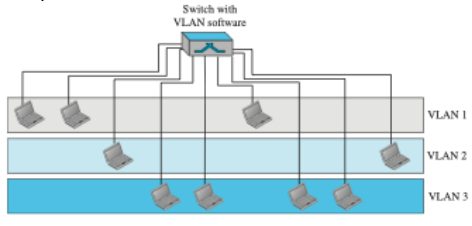 Switch with
VLAN software
VLAN 1
VLAN 2
VLAN 3